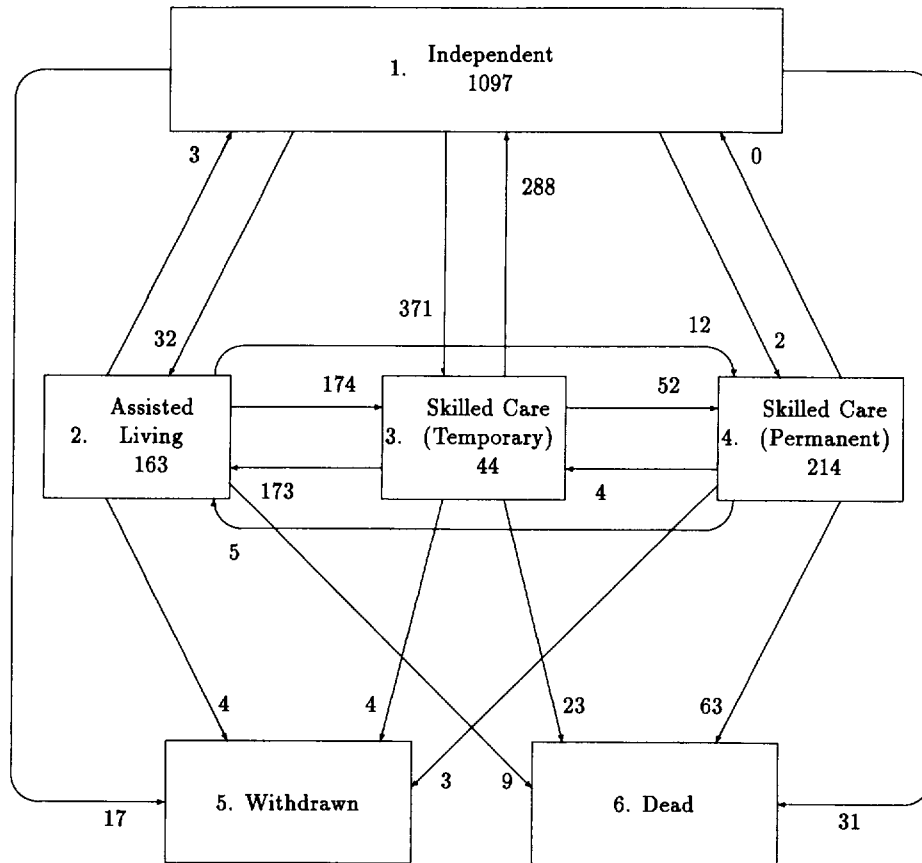 1. Independent
1097
3
0
288
371
32
12
2
174
52
2. Assisted
Living
163
3. Skilled Care
(Temporary)
44
4. Skilled Care
(Permanent)
214
173
4
5
4
4
23
63
5. Withdrawn
6. Dead
3
9
17
31